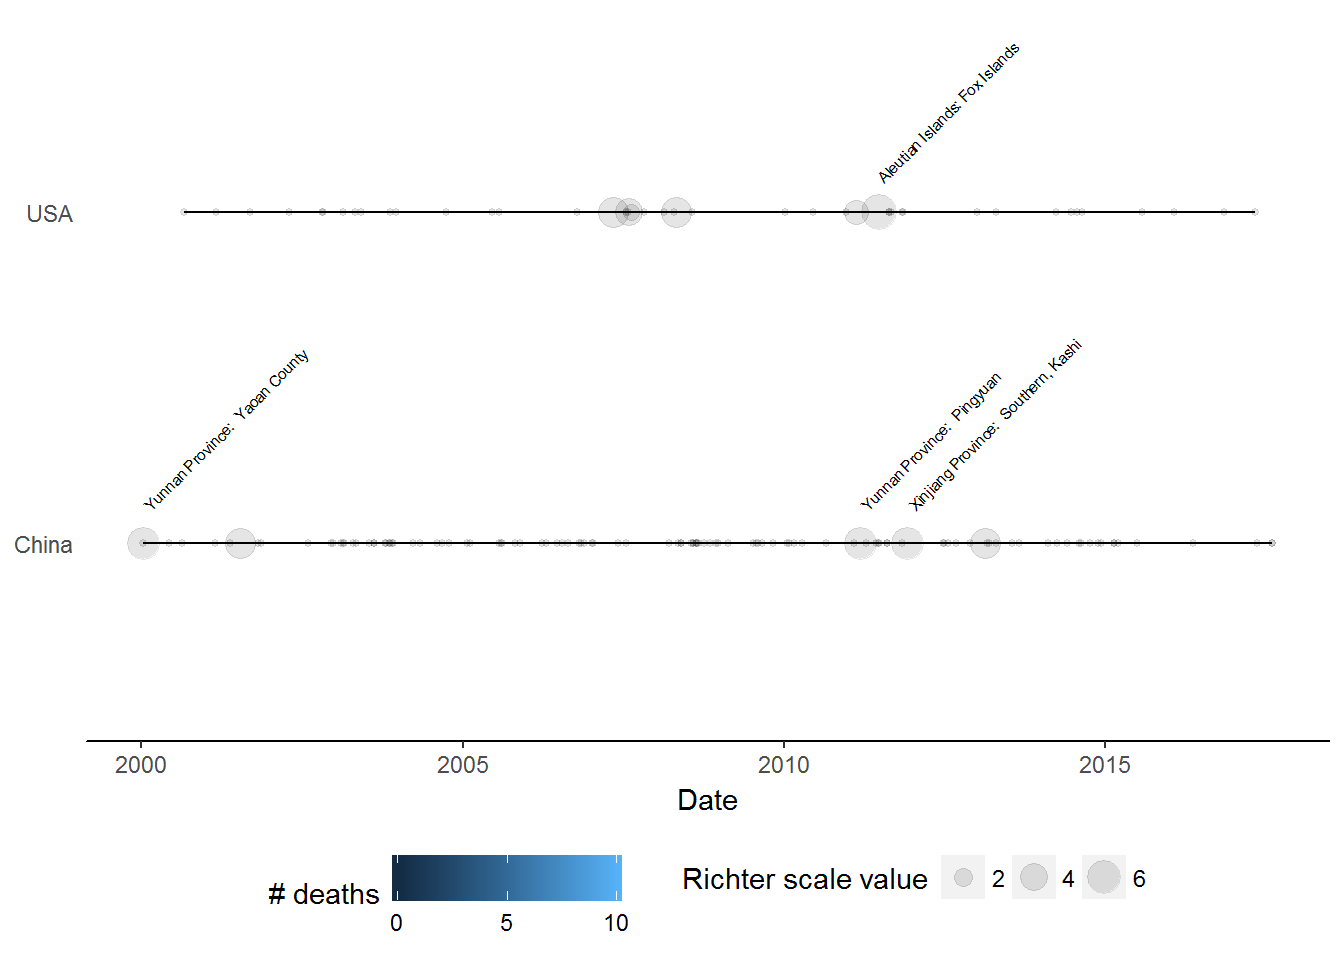 Aleutian Islands: Fox Islands
USA
Yunnan Province: Yaoan County
Yunnan Province: Pingyuan
Xinjiang Province: Southern, Kashi
China
2000 2005 2010 2015
Date
# deaths
0 5 10
Richter scale value 2 4 6